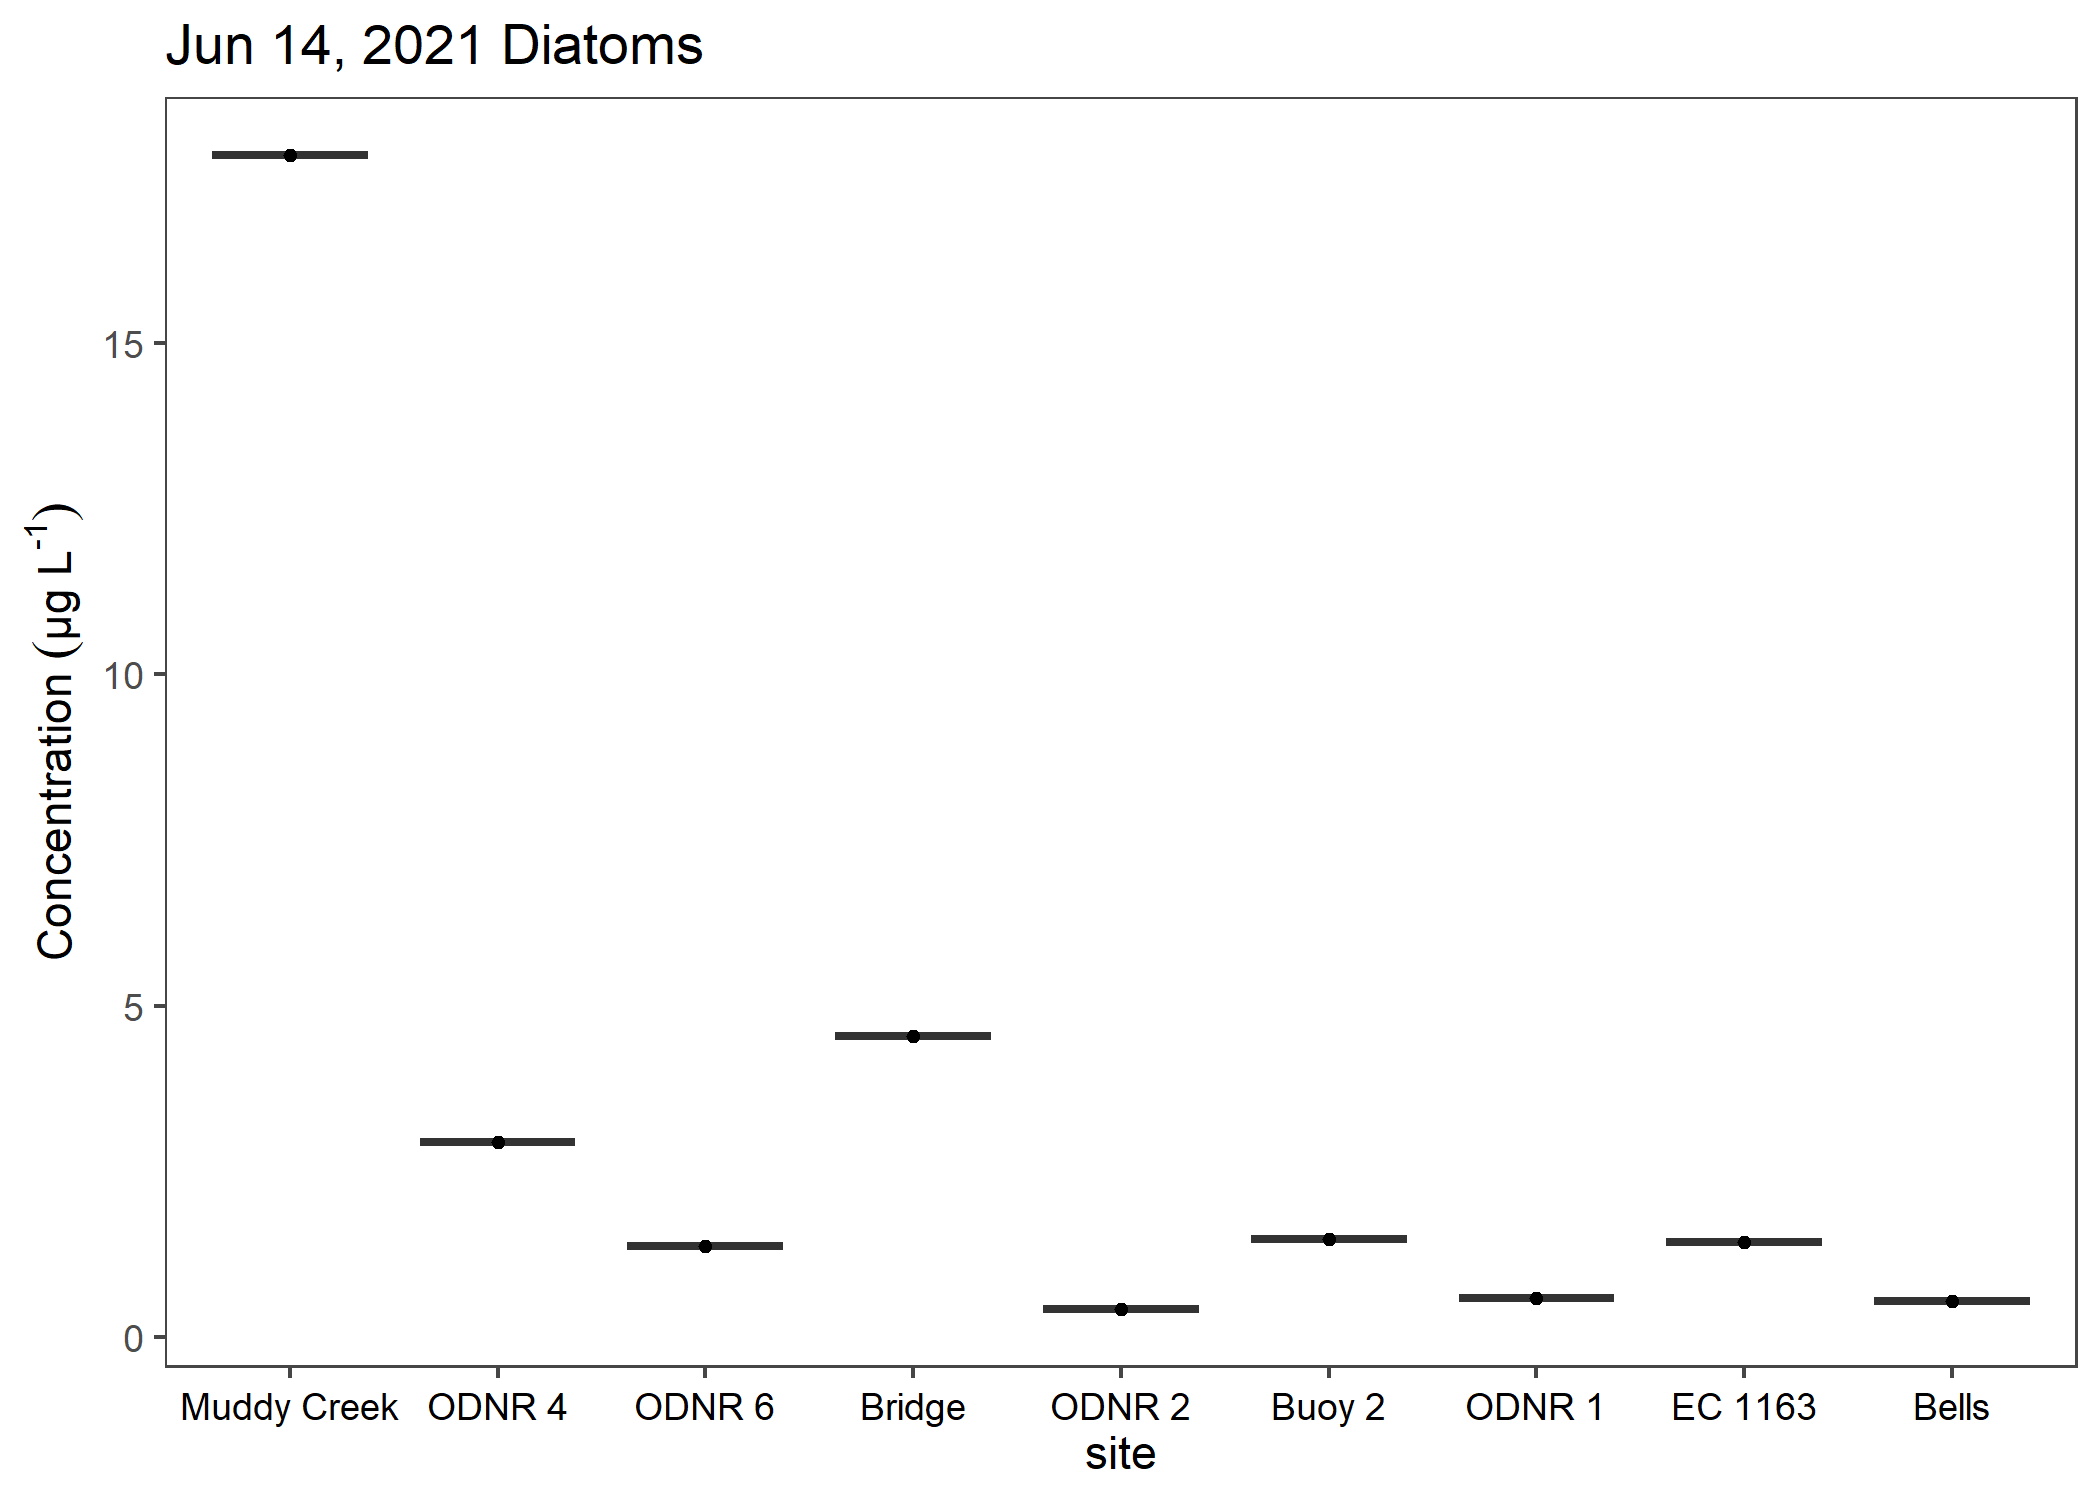 Jun 14, 2021 Diatoms
Concentration (µg L-1)
15
10
5
0
Muddy Creek ODNR 4 ODNR 6 Bridge ODNR 2 Buoy 2 ODNR 1 EC 1163 Bells
site